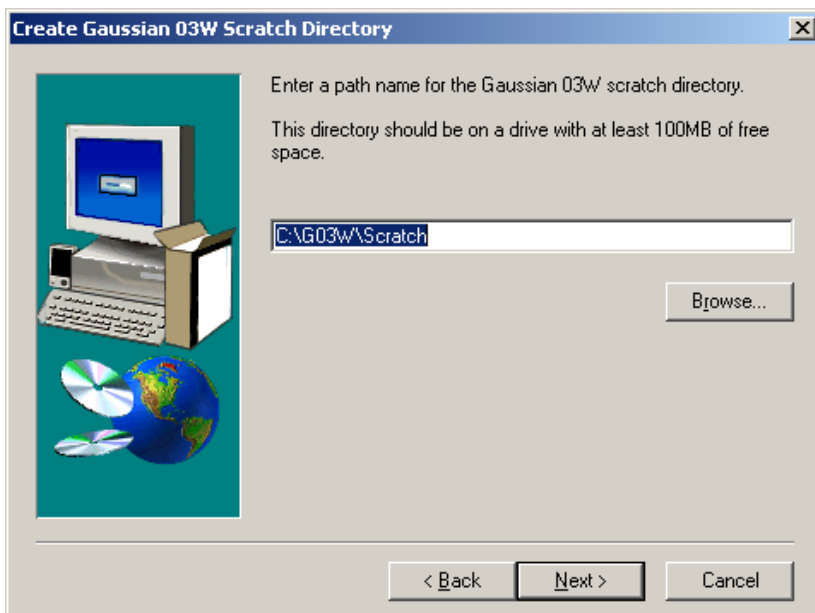 Create Gaussian 03W Scratch Directory
Enter a path name for the Gaussian 03W scratch directory.
This directory should be on a drive with at least 100MB of free
space.
C:\G03W\Scratch
Browse...
< Back
Next >
Cancel